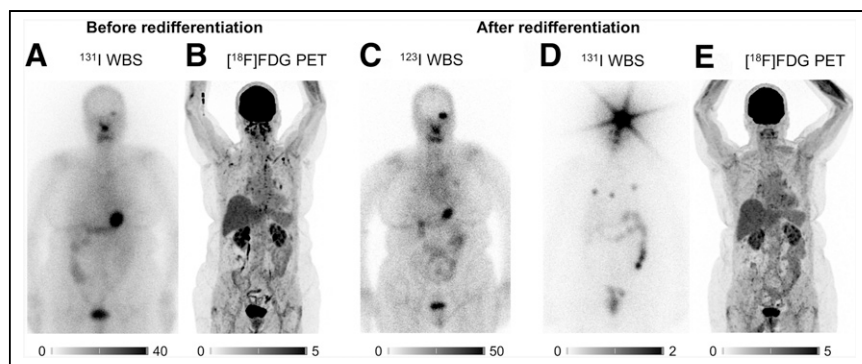 Before redifferentiation After redifferentiation
A ¹³¹I WBS B [¹⁸F]FDG PET C ¹²³I WBS D ¹³¹I WBS E [¹⁸F]FDG PET
0 40 0 5 0 50 0 2 0 5